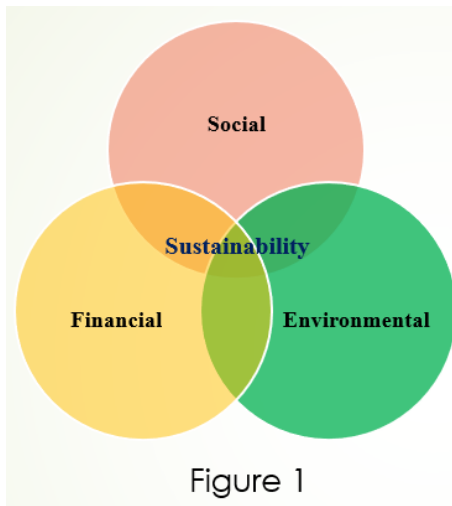 Social
Sustainability
Financial
Environmental
Figure 1